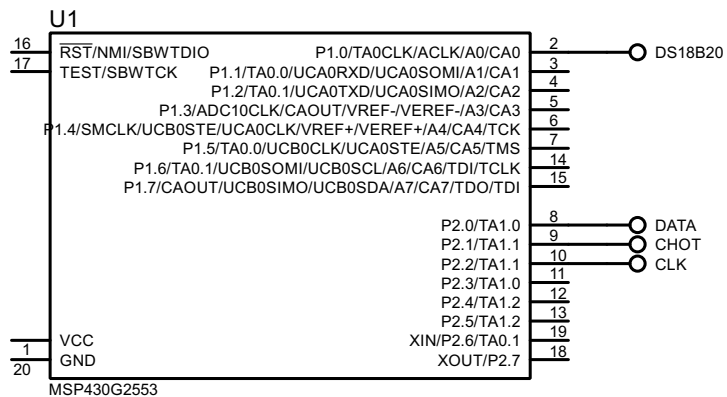 U1
16 RST/NMI/SBWTDIO P1.0/TA0CLK/ACLK/A0/CA0 2 DS18B20
17 TEST/SBWTCK P1.1/TA0.0/UCA0RXD/UCA0SOMI/A1/CA1 3
P1.2/TA0.1/UCA0TXD/UCA0SIMO/A2/CA2 4
P1.3/ADC10CLK/CAOUT/VREF-/VEREF-/A3/CA3 5
P1.4/SMCLK/UCB0STE/UCA0CLK/VREF+/VEREF+/A4/CA4/TCK 6
P1.5/TA0.0/UCB0CLK/UCA0STE/A5/CA5/TMS 7
P1.6/TA0.1/UCB0SOMI/UCB0SCL/A6/CA6/TDI/TCLK 14
P1.7/CAOUT/UCB0SIMO/UCB0SDA/A7/CA7/TDO/TDI 15
P2.0/TA1.0 8 DATA
P2.1/TA1.1 9 CHOT
P2.2/TA1.1 10 CLK
P2.3/TA1.0 11
P2.4/TA1.2 12
P2.5/TA1.2 13
1 VCC XIN/P2.6/TA0.1 19
20 GND XOUT/P2.7 18
MSP430G2553